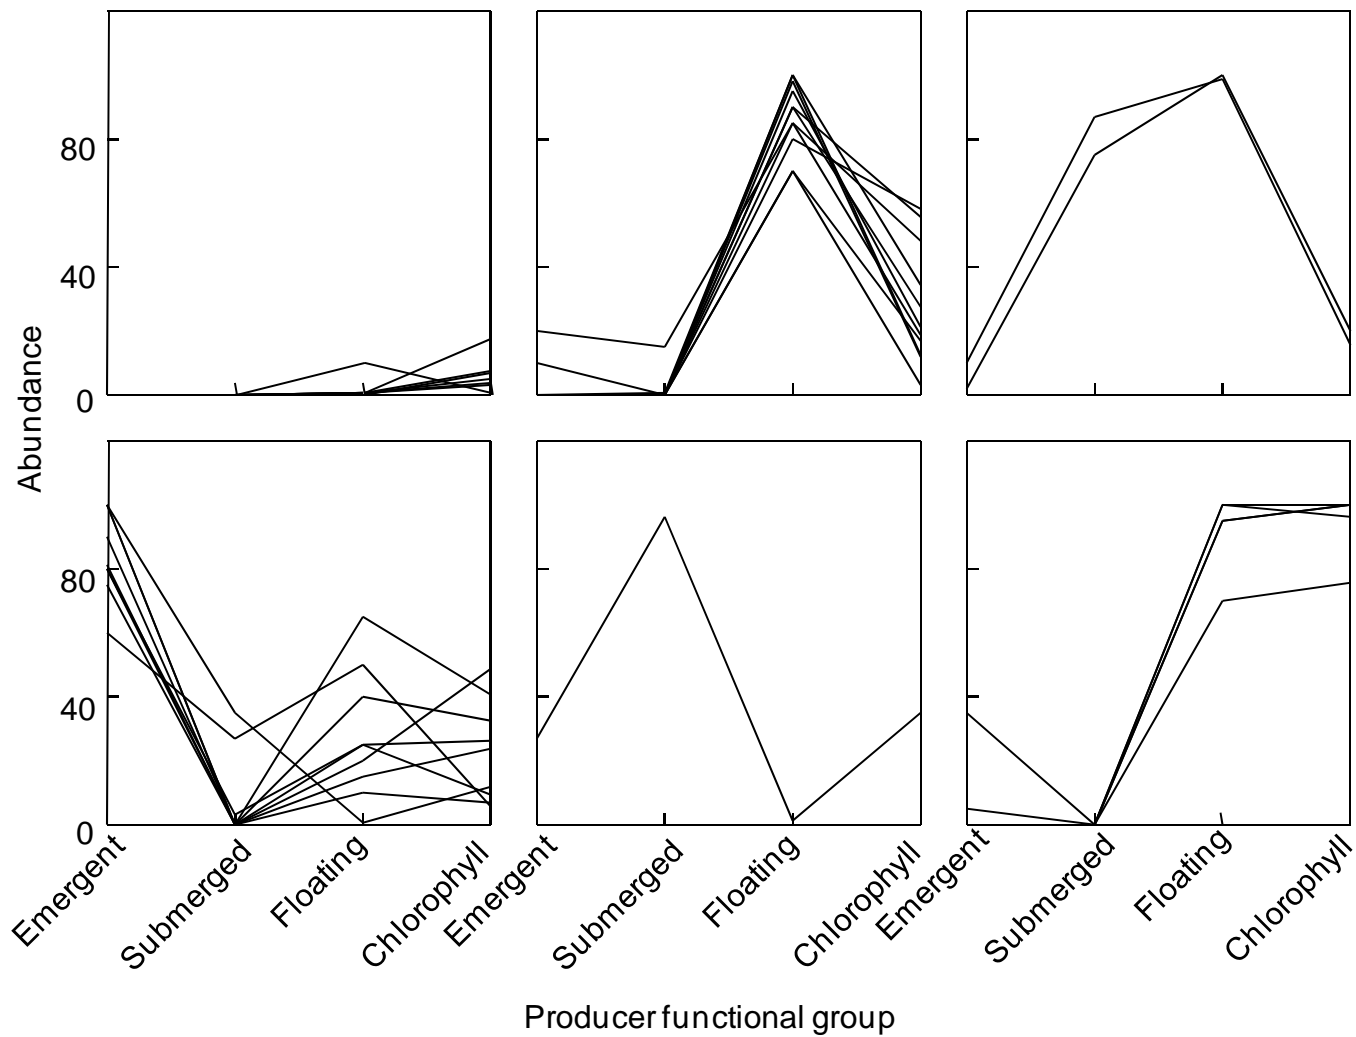 80
40
0
Abundance
80
40
0
Emergent
Submerged
Floating
Chlorophyll
Emergent
Submerged
Floating
Chlorophyll
Emergent
Submerged
Floating
Chlorophyll
Producer functional group